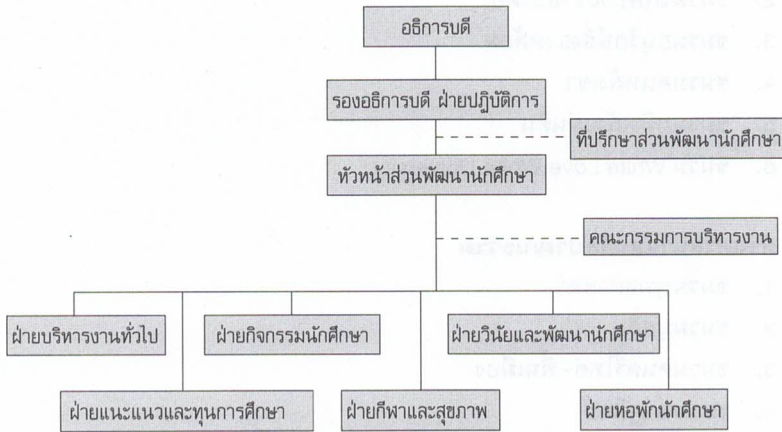 อธิการบดี
รองอธิการบดี ฝ่ายปฏิบัติการ
ที่ปรึกษาส่วนพัฒนานักศึกษา
หัวหน้าส่วนพัฒนานักศึกษา
คณะกรรมการบริหารงาน
ฝ่ายบริหารงานทั่วไป
ฝ่ายกิจกรรมนักศึกษา
ฝ่ายวินัยและพัฒนานักศึกษา
ฝ่ายแนะแนวและทุนการศึกษา
ฝ่ายกีฬาและสุขภาพ
ฝ่ายหอพักนักศึกษา